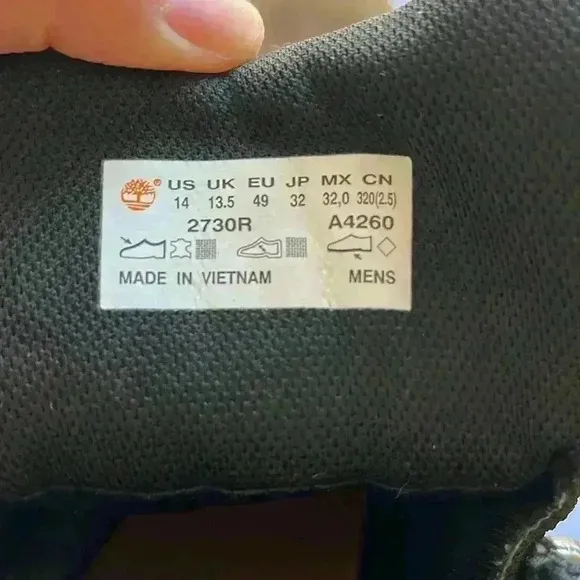 ® US UK EU JP MX CN
14 13.5 49 32 32,0 320(2.5)
2730R A4260
MADE IN VIETNAM MENS